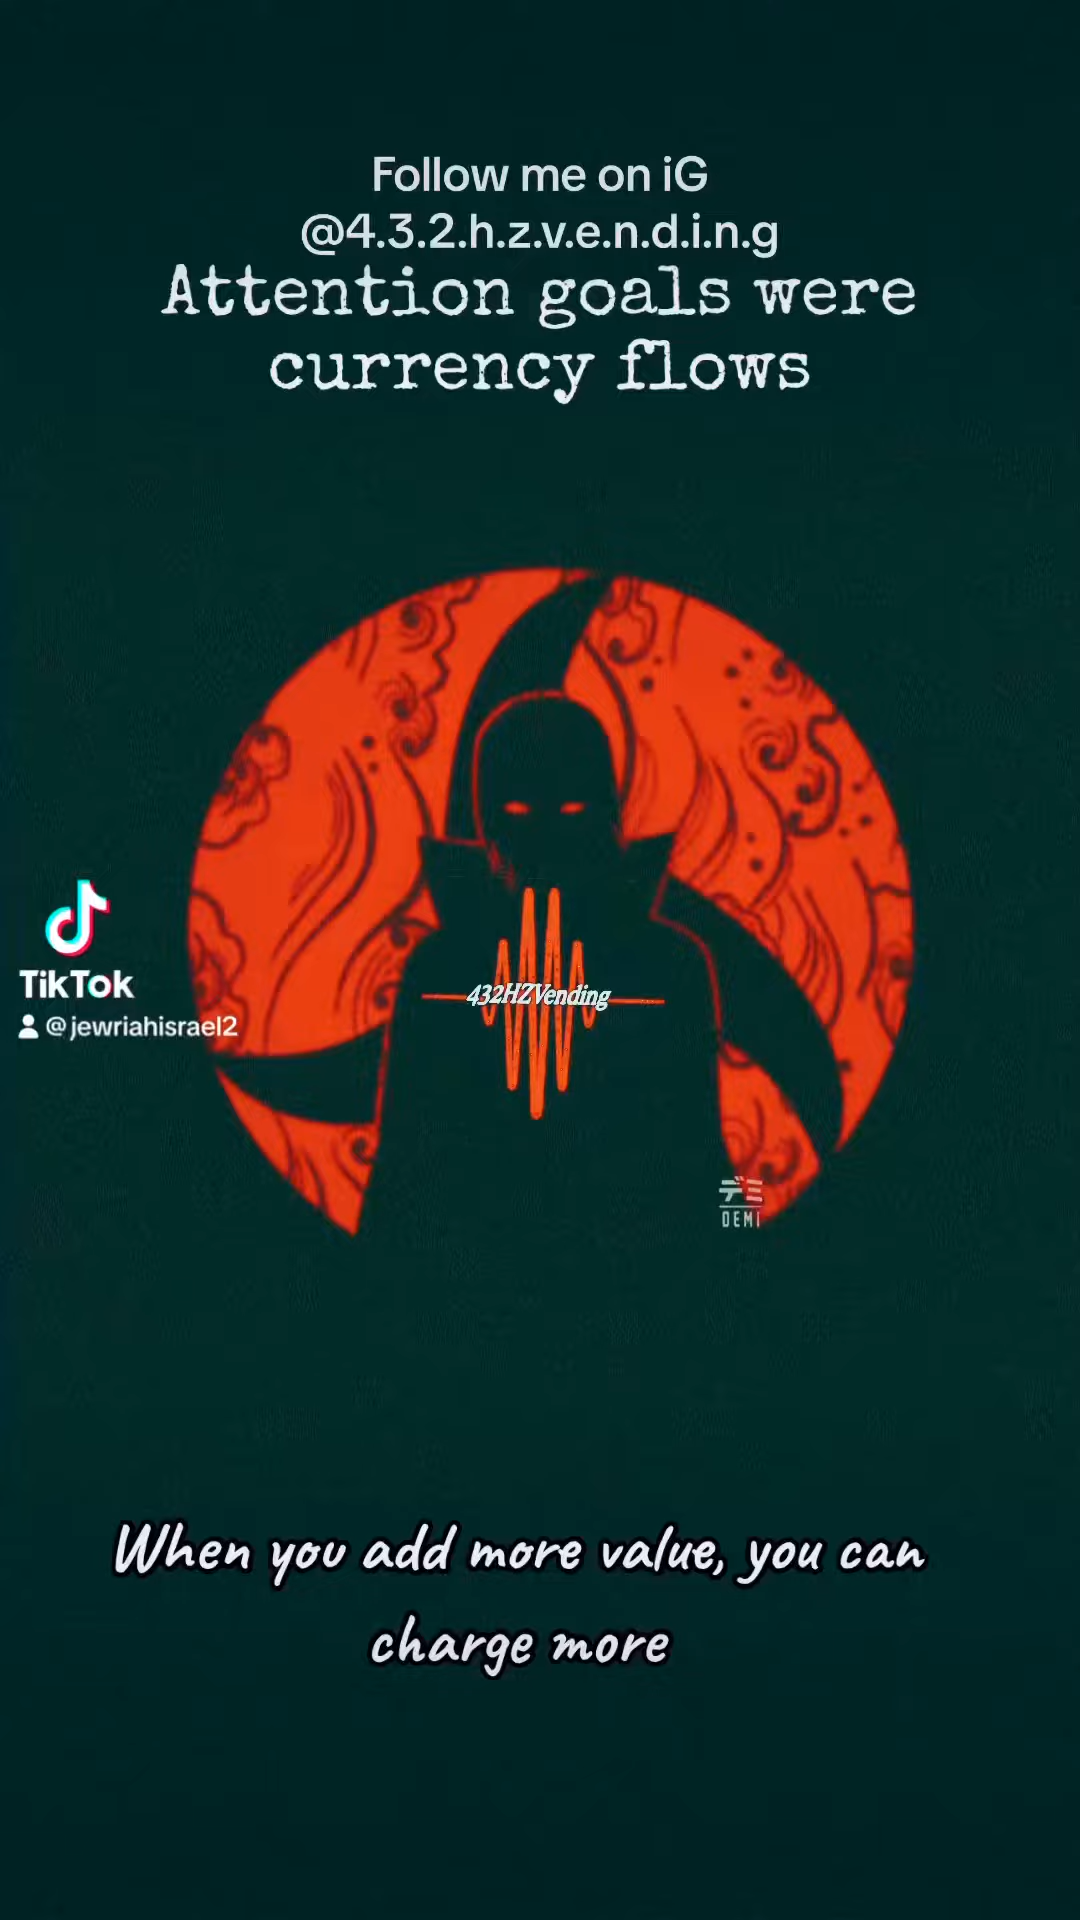 Follow me on iG
@4.3.2.h.z.v.e.n.d.i.n.g
Attention goals were
currency flows
TikTok
@jewriahisrael2
432HZVending
デミ
DEMI
When you add more value, you can
charge more